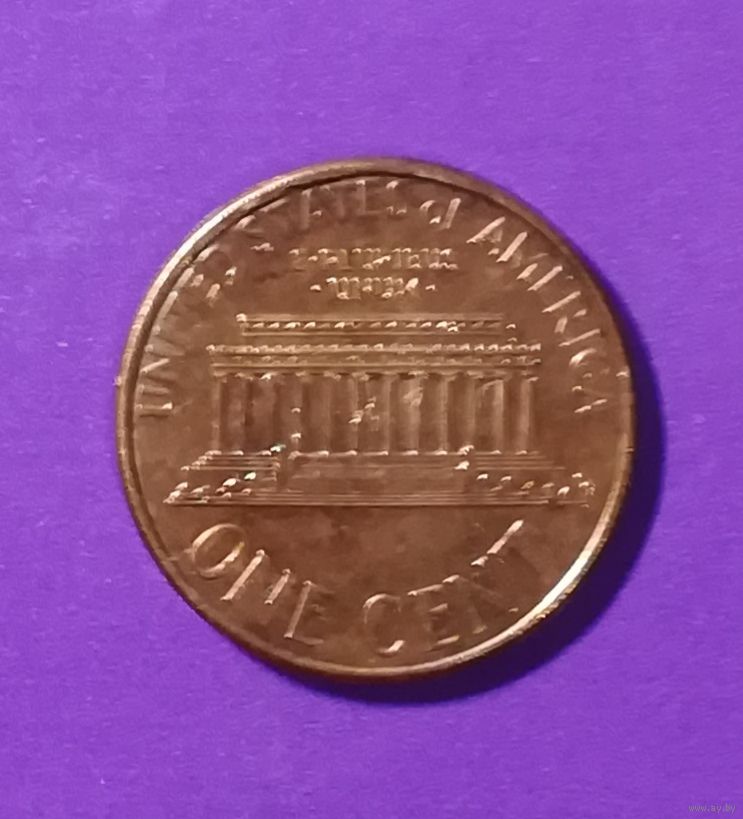 UNITED STATES of AMERICA
ONE CENT
www.ay.by